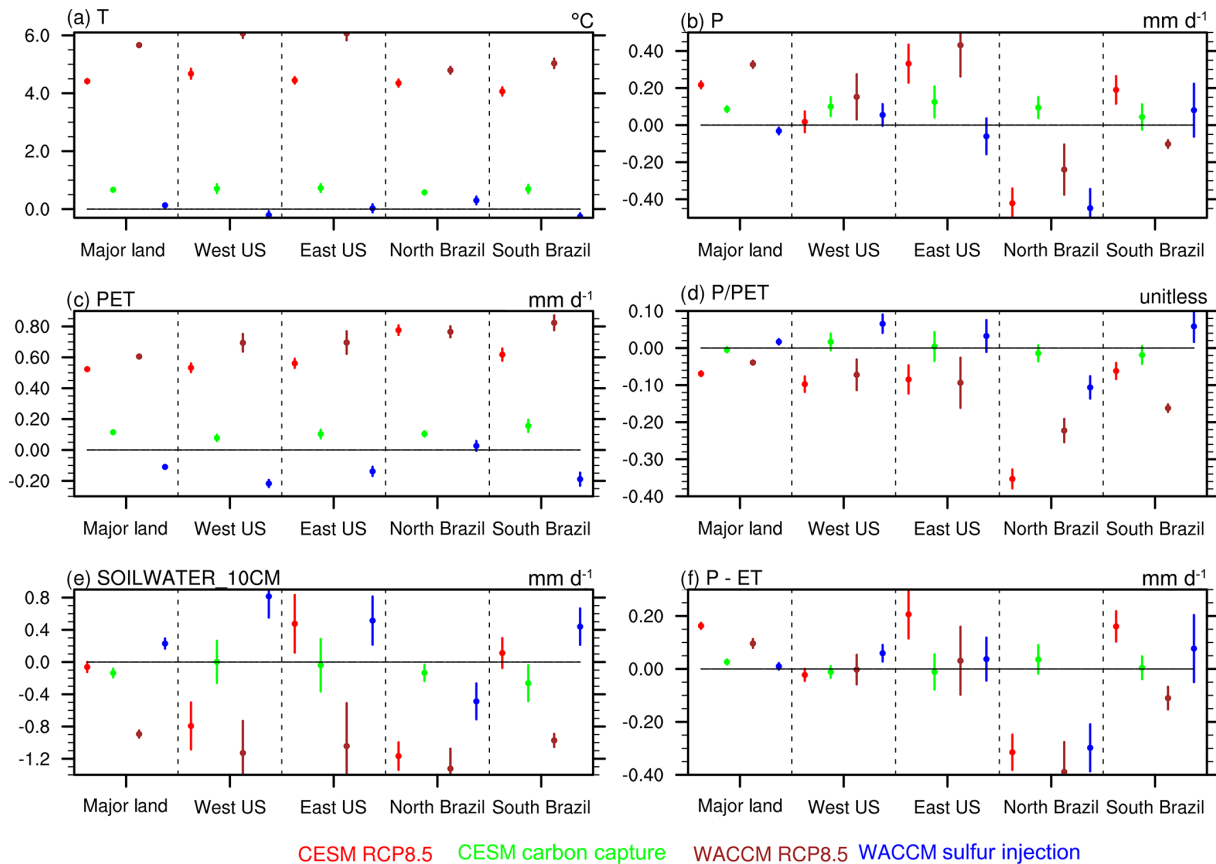 (a) T
°C
6.0
4.0
2.0
0.0
Major land West US East US North Brazil South Brazil
(b) P
mm d-1
0.40
0.20
0.00
-0.20
-0.40
Major land West US East US North Brazil South Brazil
(c) PET
mm d-1
0.80
0.60
0.40
0.20
0.00
-0.20
Major land West US East US North Brazil South Brazil
(d) P/PET
unitless
0.10
0.00
-0.10
-0.20
-0.30
-0.40
Major land West US East US North Brazil South Brazil
(e) SOILWATER_10CM
mm d-1
0.8
0.4
0.0
-0.4
-0.8
-1.2
Major land West US East US North Brazil South Brazil
(f) P - ET
mm d-1
0.20
0.00
-0.20
-0.40
Major land West US East US North Brazil South Brazil
CESM RCP8.5 CESM carbon capture WACCM RCP8.5 WACCM sulfur injection